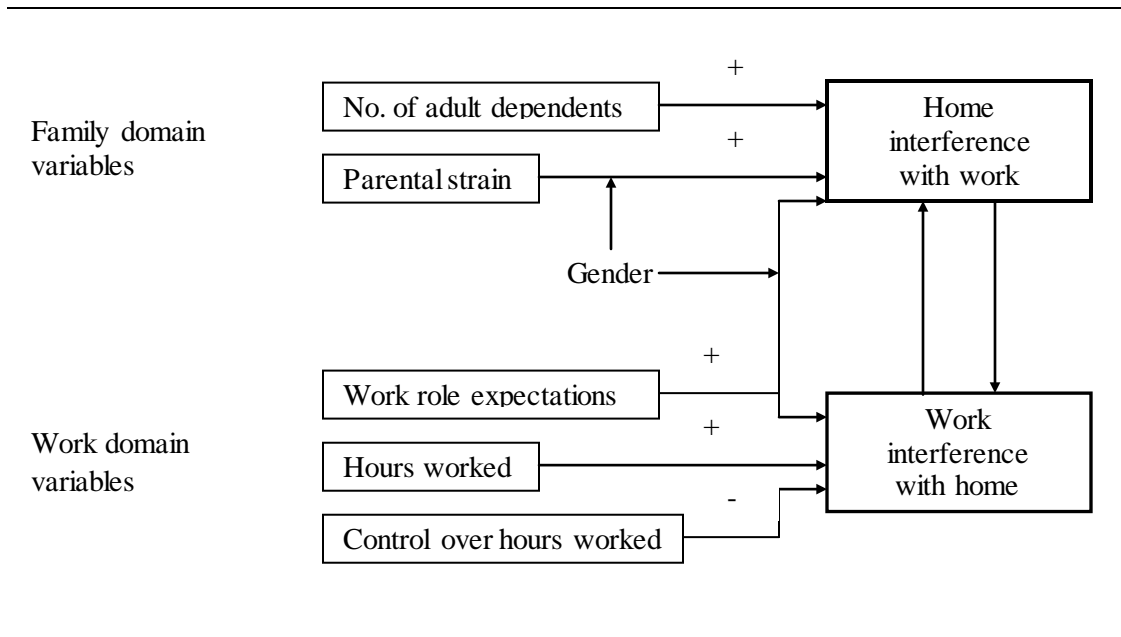 +
No. of adult dependents
Family domain
variables
+
Parental strain
Home
interference
with work
Gender
+
Work role expectations
+
Work domain
variables
Hours worked
-
Control over hours worked
Work
interference
with home